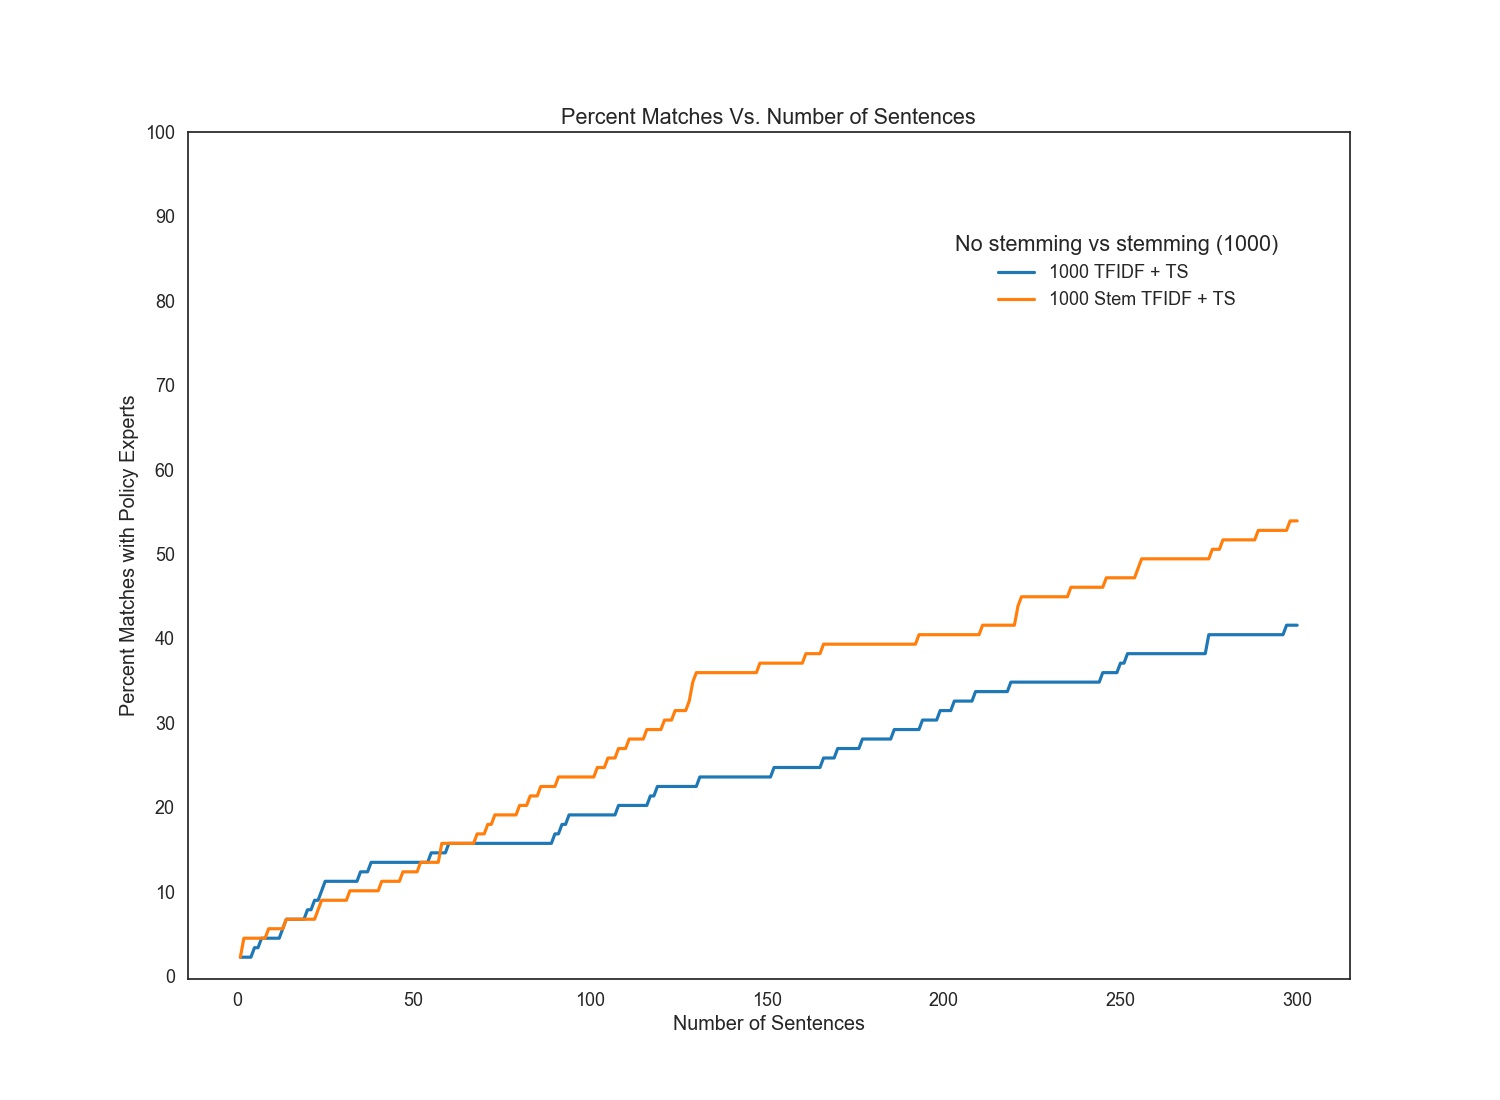 Percent Matches Vs. Number of Sentences
100
90
80
70
60
50
40
30
20
10
0
Percent Matches with Policy Experts
No stemming vs stemming (1000)
1000 TFIDF + TS
1000 Stem TFIDF + TS
0 50 100 150 200 250 300
Number of Sentences